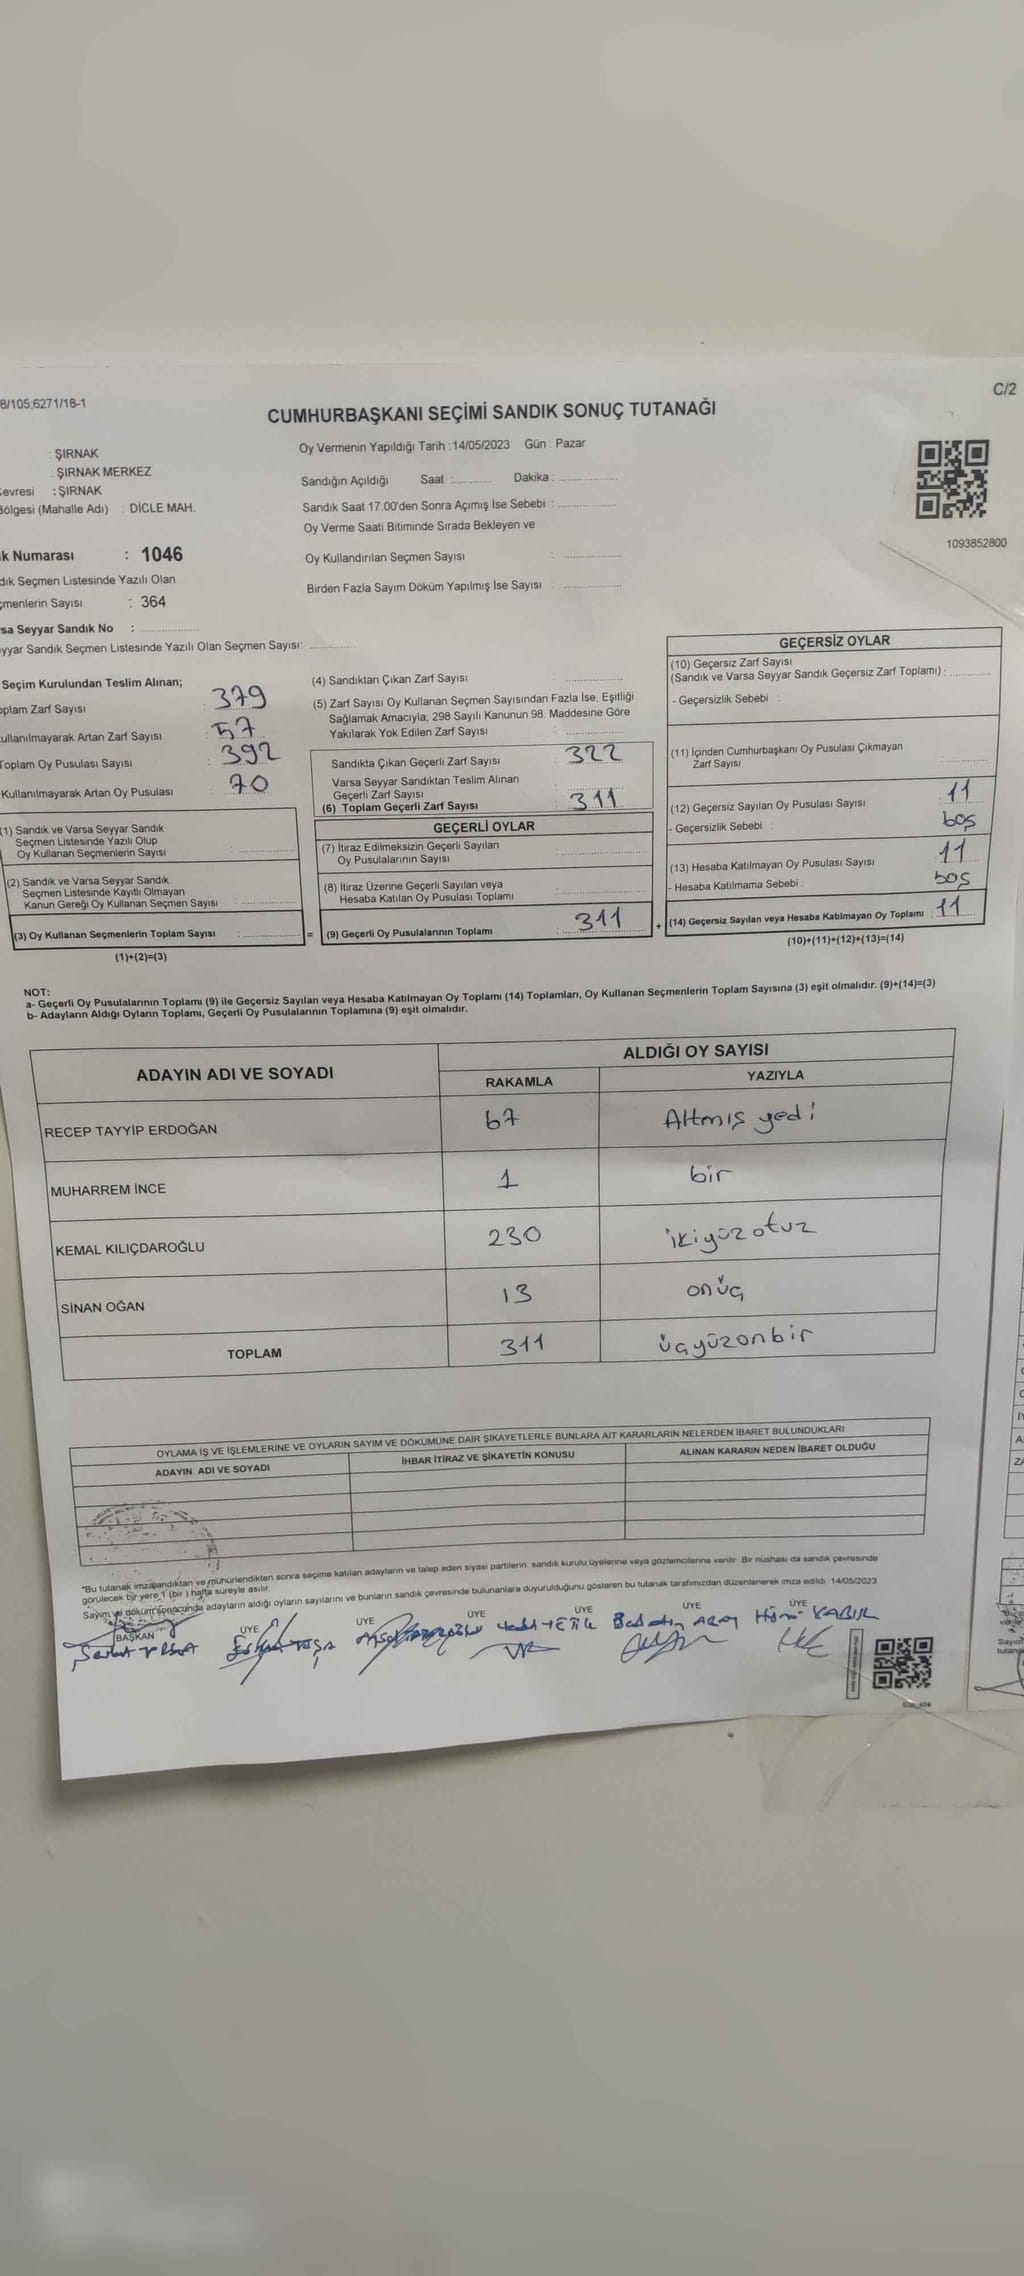 8/105;6271/18-1
C/2
CUMHURBAŞKANI SEÇİMİ SANDIK SONUÇ TUTANAĞI
: ŞIRNAK
: ŞIRNAK MERKEZ
: ŞIRNAK
(Mahalle Adı) : DİCLE MAH.
Numarası : 1046
Seçmen Listesinde Yazılı Olan
Sayısı : 364
Seyyar Sandık No :
Sandık Seçmen Listesinde Yazılı Olan Seçmen Sayısı:
Oy Vermenin Yapıldığı Tarih : 14/05/2023 Gün : Pazar
Sandığın Açıldığı Saat : Dakika :
Sandık Saat 17.00'den Sonra Açımış İse Sebebi :
Oy Verme Saati Bitiminde Sırada Bekleyen ve
Oy Kullandırılan Seçmen Sayısı :
Birden Fazla Sayım Döküm Yapılmış İse Sayısı :
1093852800
Seçim Kurulundan Teslim Alınan;
Zarf Sayısı : 379
Artan Zarf Sayısı : 57
Toplam Oy Pusulası Sayısı : 392
Kullanılmayarak Artan Oy Pusulası : 70
(1) Sandık ve Varsa Seyyar Sandık
Seçmen Listesinde Yazılı Olup
Oy Kullanan Seçmenlerin Sayısı :
(2) Sandık ve Varsa Seyyar Sandık
Seçmen Listesinde Kayıtlı Olmayan
Kanun Gereği Oy Kullanan Seçmen Sayısı :
(3) Oy Kullanan Seçmenlerin Toplam Sayısı : =
(1)+(2)=(3)
(4) Sandıktan Çıkan Zarf Sayısı :
(5) Zarf Sayısı Oy Kullanan Seçmen Sayısından Fazla İse, Eşitliği
Sağlamak Amacıyla, 298 Sayılı Kanunun 98. Maddesine Göre
Yakılarak Yok Edilen Zarf Sayısı :
Sandıkta Çıkan Geçerli Zarf Sayısı : 322
Varsa Seyyar Sandıktan Teslim Alınan
Geçerli Zarf Sayısı :
(6) Toplam Geçerli Zarf Sayısı : 311
GEÇERLİ OYLAR
(7) İtiraz Edilmeksizin Geçerli Sayılan
Oy Pusulalarının Sayısı :
(8) İtiraz Üzerine Geçerli Sayılan veya
Hesaba Katılan Oy Pusulası Toplamı :
(9) Geçerli Oy Pusulalarının Toplamı : 311 +
GEÇERSİZ OYLAR
(10) Geçersiz Zarf Sayısı
(Sandık ve Varsa Seyyar Sandık Geçersiz Zarf Toplamı) :
- Geçersizlik Sebebi :
(11) İçinden Cumhurbaşkanı Oy Pusulası Çıkmayan
Zarf Sayısı :
(12) Geçersiz Sayılan Oy Pusulası Sayısı : 11
- Geçersizlik Sebebi : boş
(13) Hesaba Katılmayan Oy Pusulası Sayısı : 11
- Hesaba Katılmama Sebebi : boş
(14) Geçersiz Sayılan veya Hesaba Katılmayan Oy Toplamı : 11
(10)+(11)+(12)+(13)=(14)
NOT:
a- Geçerli Oy Pusulalarının Toplamı (9) ile Geçersiz Sayılan veya Hesaba Katılmayan Oy Toplamı (14) Toplamları, Oy Kullanan Seçmenlerin Toplam Sayısına (3) eşit olmalıdır. (9)+(14)=(3)
b- Adayların Aldığı Oyların Toplamı, Geçerli Oy Pusulalarının Toplamına (9) eşit olmalıdır.
ADAYIN ADI VE SOYADI
ALDIĞI OY SAYISI
RAKAMLA YAZIYLA
RECEP TAYYİP ERDOĞAN 67 Altmış yedi
MUHARREM İNCE 1 bir
KEMAL KILIÇDAROĞLU 230 ikiyüzotuz
SİNAN OĞAN 13 onüç
TOPLAM 311 üçyüzonbir
OYLAMA İŞ VE İŞLEMLERİNE VE OYLARIN SAYIM VE DÖKÜMÜNE DAİR ŞİKAYETLERLE BUNLARA AİT KARARLARIN NELERDEN İBARET BULUNDUKLARI
ADAYIN ADI VE SOYADI İHBAR İTİRAZ VE ŞİKAYETİN KONUSU ALINAN KARARIN NEDEN İBARET OLDUĞU
"Bu tutanak imzalandıktan ve mühürlendikten sonra seçime katılan adayların ve talep eden siyasi partilerin sandık kurulu üyelerine veya gözlemcilerine verilir. Bir nüshası da sandık çevresinde
görülecek bir yere 1 (bir) hafta süreyle asılır.
Sayım ve döküm sonucunda adayların aldığı oyların sayılarını ve bunların sandık çevresinde bulunanlara duyurulduğunu gösteren bu tutanak tarafımızdan düzenlenerek imza edildi. 14/05/2023
BAŞKAN ÜYE ÜYE ÜYE ÜYE ÜYE ÜYE